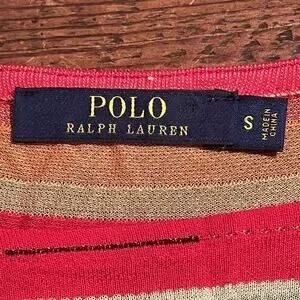 POLO
RALPH LAUREN
S
MADE IN
CHINA